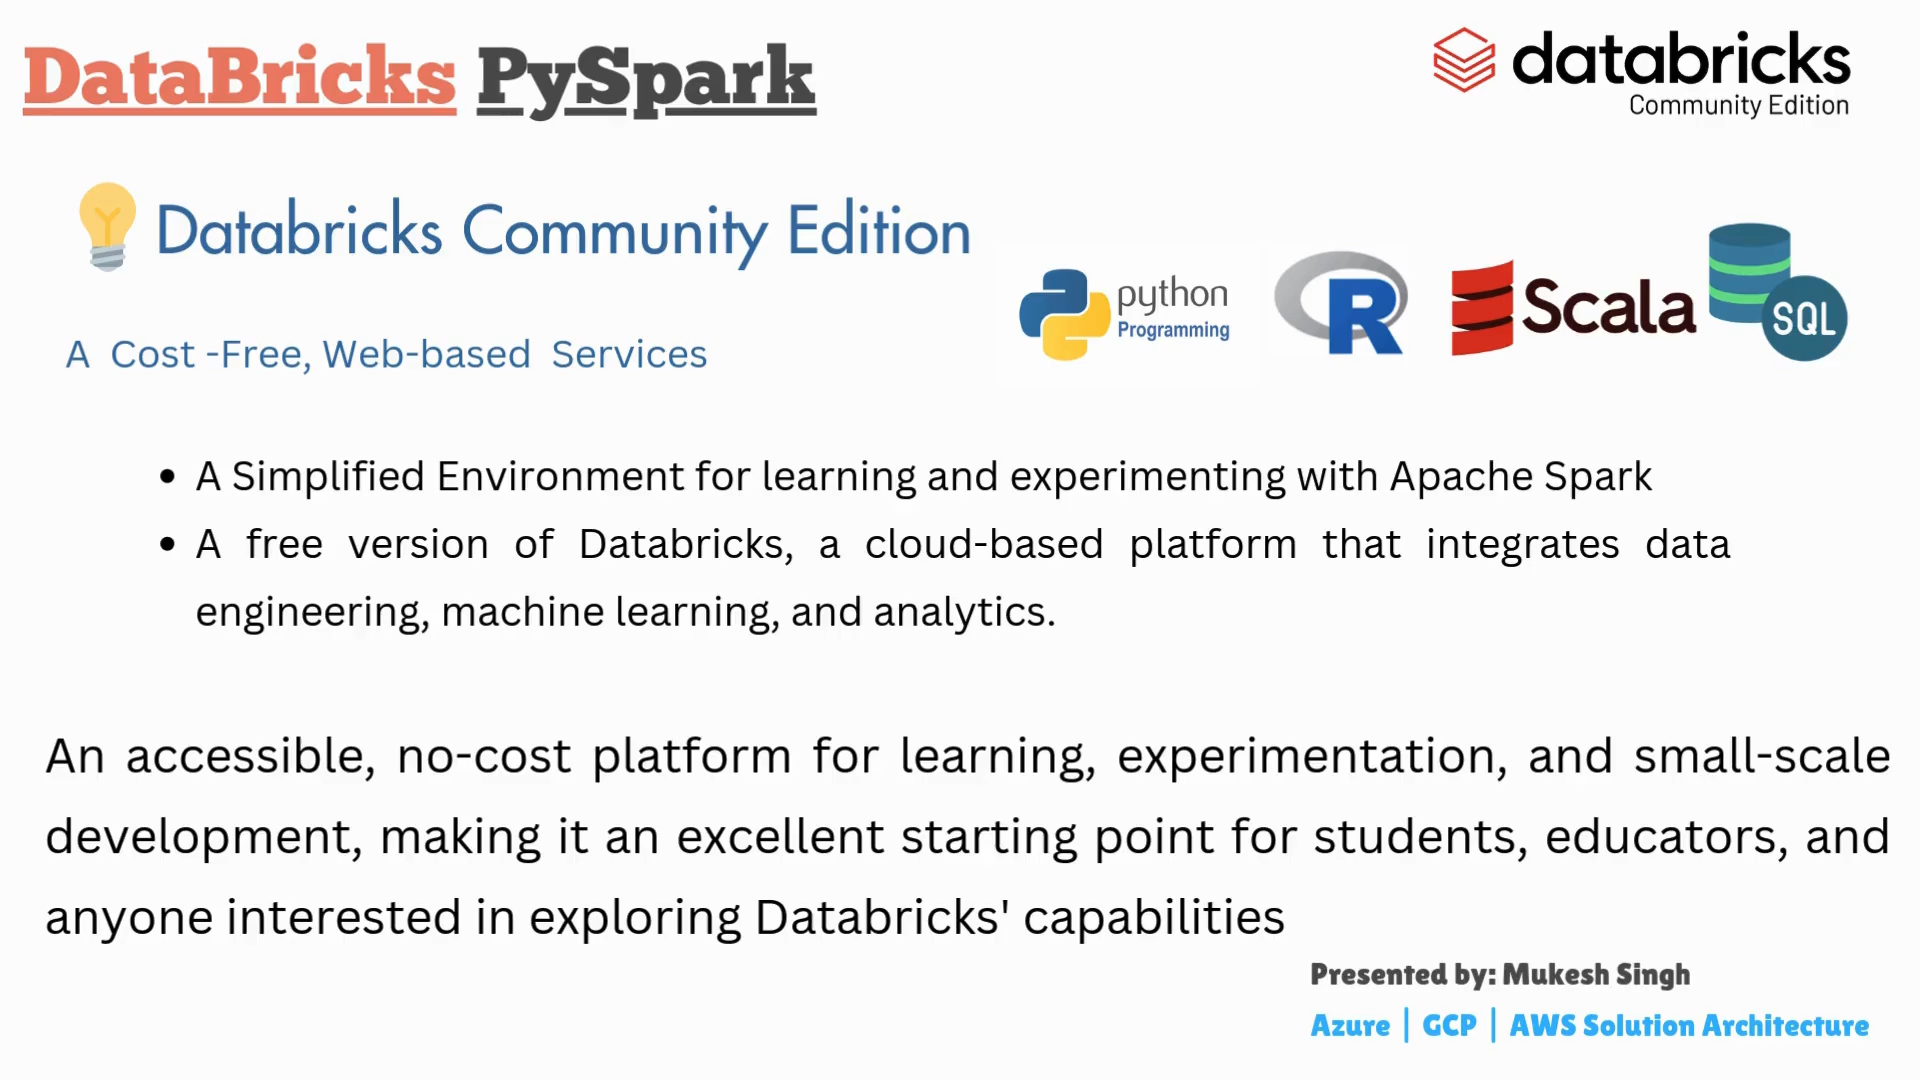 DataBricks PySpark
databricks
Community Edition
Databricks Community Edition
python
Programming
R
Scala
SQL
A Cost -Free, Web-based Services
• A Simplified Environment for learning and experimenting with Apache Spark
• A free version of Databricks, a cloud-based platform that integrates data
engineering, machine learning, and analytics.
An accessible, no-cost platform for learning, experimentation, and small-scale
development, making it an excellent starting point for students, educators, and
anyone interested in exploring Databricks' capabilities
Presented by: Mukesh Singh
Azure | GCP | AWS Solution Architecture